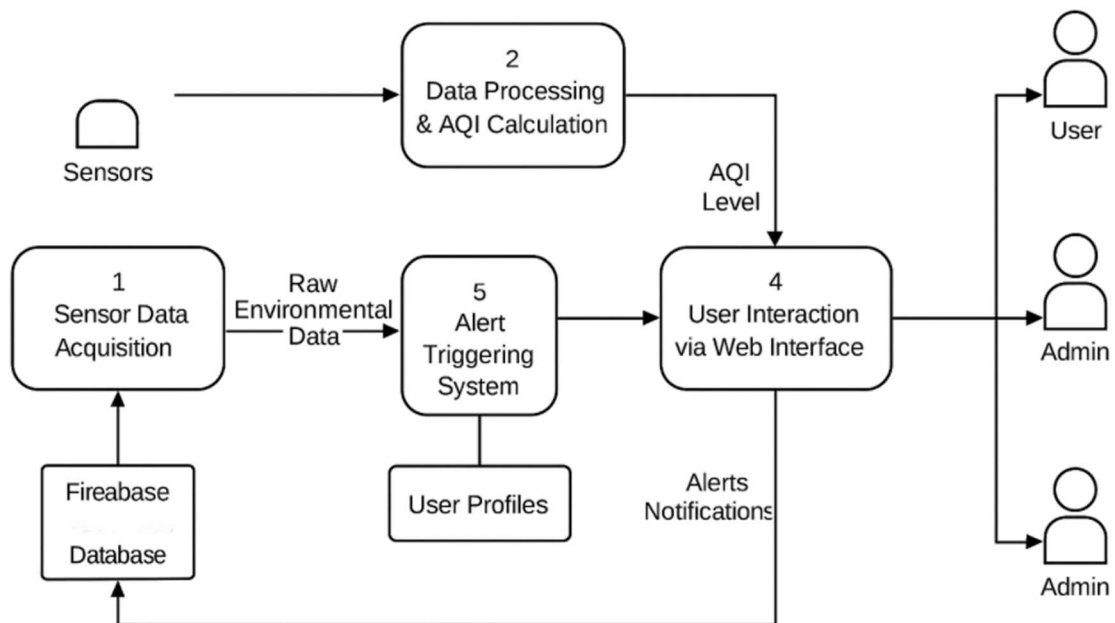 2
Data Processing
& AQI Calculation
Sensors
User
AQI
Level
1
Sensor Data
Acquisition
Raw
Environmental
Data
5
Alert
Triggering
System
4
User Interaction
via Web Interface
Admin
Fireabase
Database
User Profiles
Alerts
Notifications
Admin